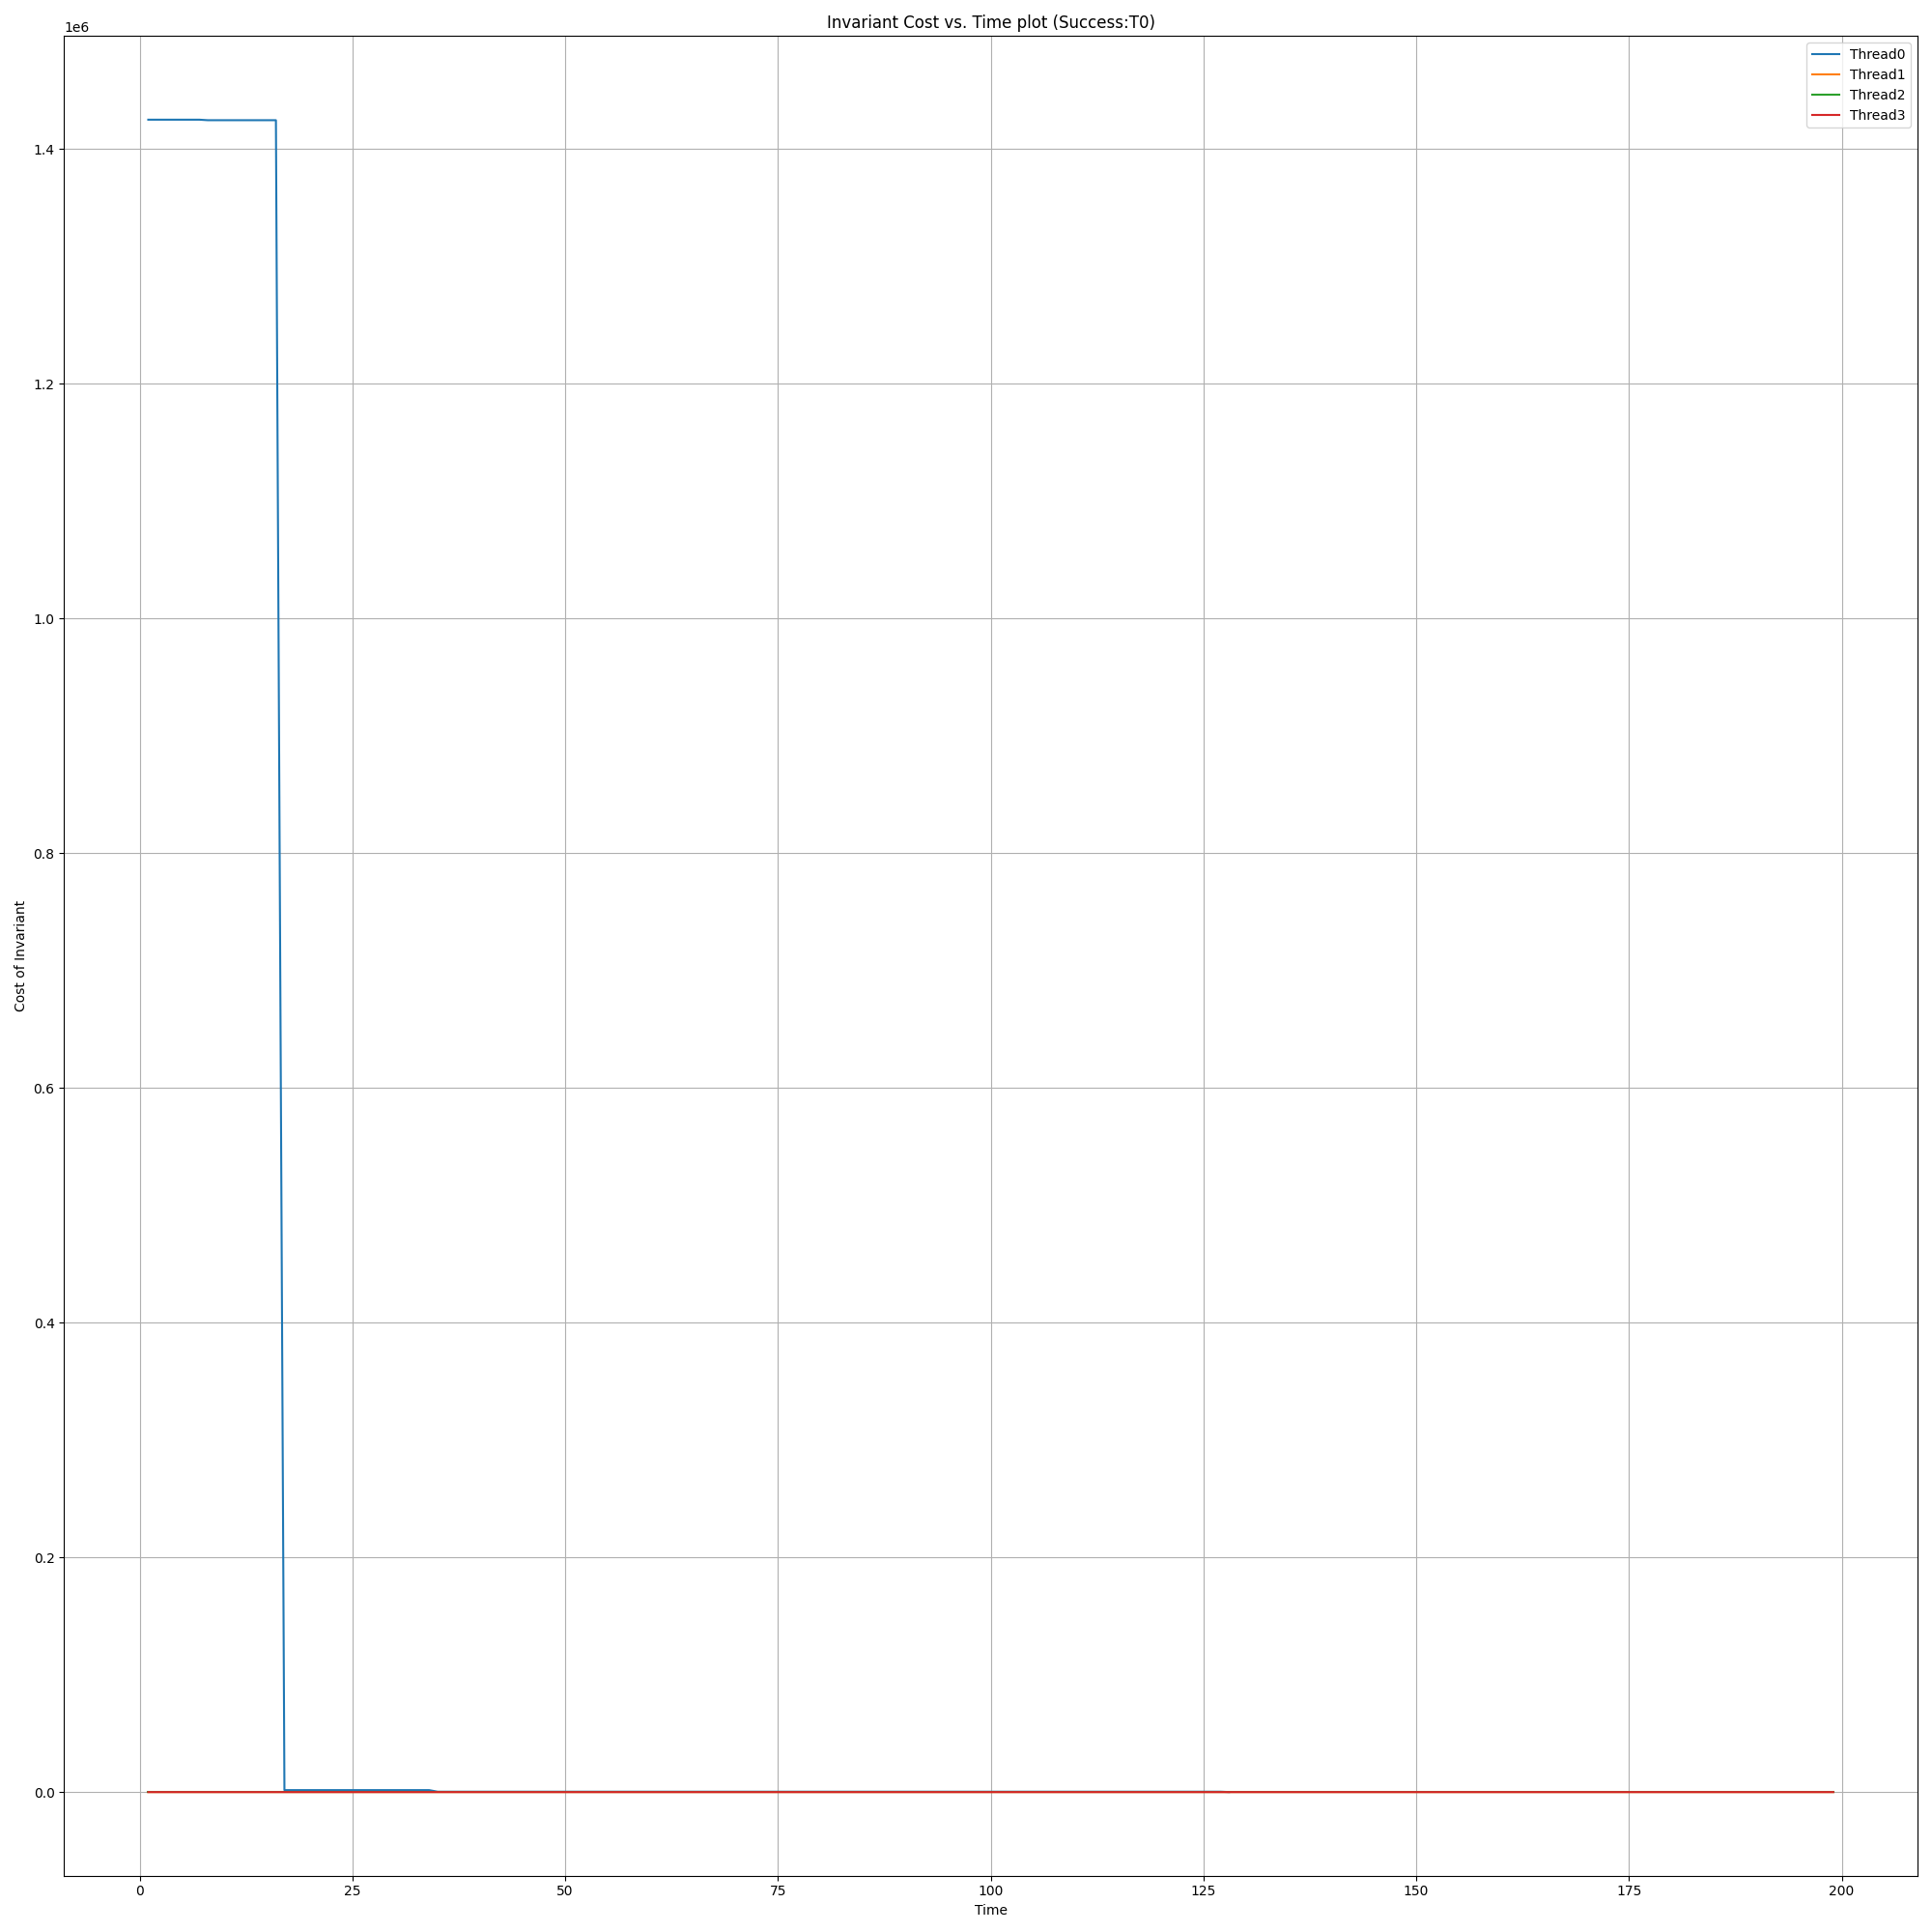 Invariant Cost vs. Time plot (Success:T0)
1e6
Thread0
Thread1
Thread2
Thread3
1.4
1.2
1.0
0.8
0.6
0.4
0.2
0.0
Cost of Invariant
0 25 50 75 100 125 150 175 200
Time